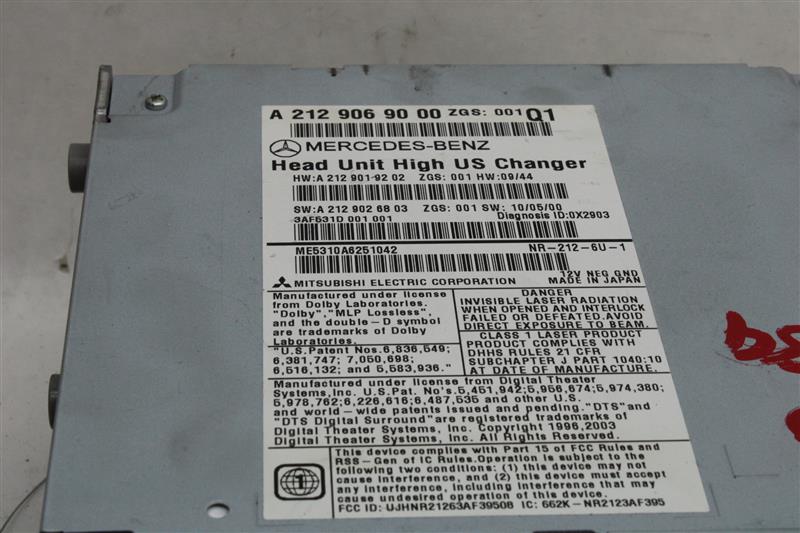 A 212 906 90 00 ZGS: 001 Q1
MERCEDES-BENZ
Head Unit High US Changer
HW:A 212 901 92 02 ZGS: 001 HW:09/44
SW:A 212 902 68 03 ZGS: 001 SW: 10/05/00
3AF531D 001 001 Diagnosis ID:0X2903
ME5310A6251042 NR-212-6U-1
MITSUBISHI ELECTRIC CORPORATION
12V NEG GND
MADE IN JAPAN
Manufactured under license
from Dolby Laboratories.
"Dolby","MLP Lossless",
and the double-D symbol
are trademarks of Dolby
Laboratories.
"U.S.Patent Nos.6,836,549;
6,381,747; 7,050,698;
6,516,132; and 5,583,936."
DANGER
INVISIBLE LASER RADIATION
WHEN OPENED AND INTERLOCK
FAILED OR DEFEATED.AVOID
DIRECT EXPOSURE TO BEAM.
CLASS 1 LASER PRODUCT
PRODUCT COMPLIES WITH
DHHS RULES 21 CFR
SUBCHAPTER J PART 1040:10
AT DATE OF MANUFACTURE.
Manufactured under license from Digital Theater
Systems,Inc. U.S.Pat. No's.5,451,942;5,956,674;5,974,380;
5,978,762;6,226,616;6,487,535 and other U.S.
and world-wide patents issued and pending."DTS"and
"DTS Digital Surround"are registered trademarks of
Digital Theater Systems,Inc. Copyright 1996,2003
Digital Theater Systems, Inc. All Rights Reserved.
This device complies with Part 15 of FCC Rules and
RSS-Gen of IC Rules.Operation is subject to the
following two conditions: (1) this device may not
cause interference, and (2) this device must accept
any interference, including interference that may
cause undesired operation of this device.
FCC ID: UJHNR21263AF39508 IC: 662K-NR2123AF395
1